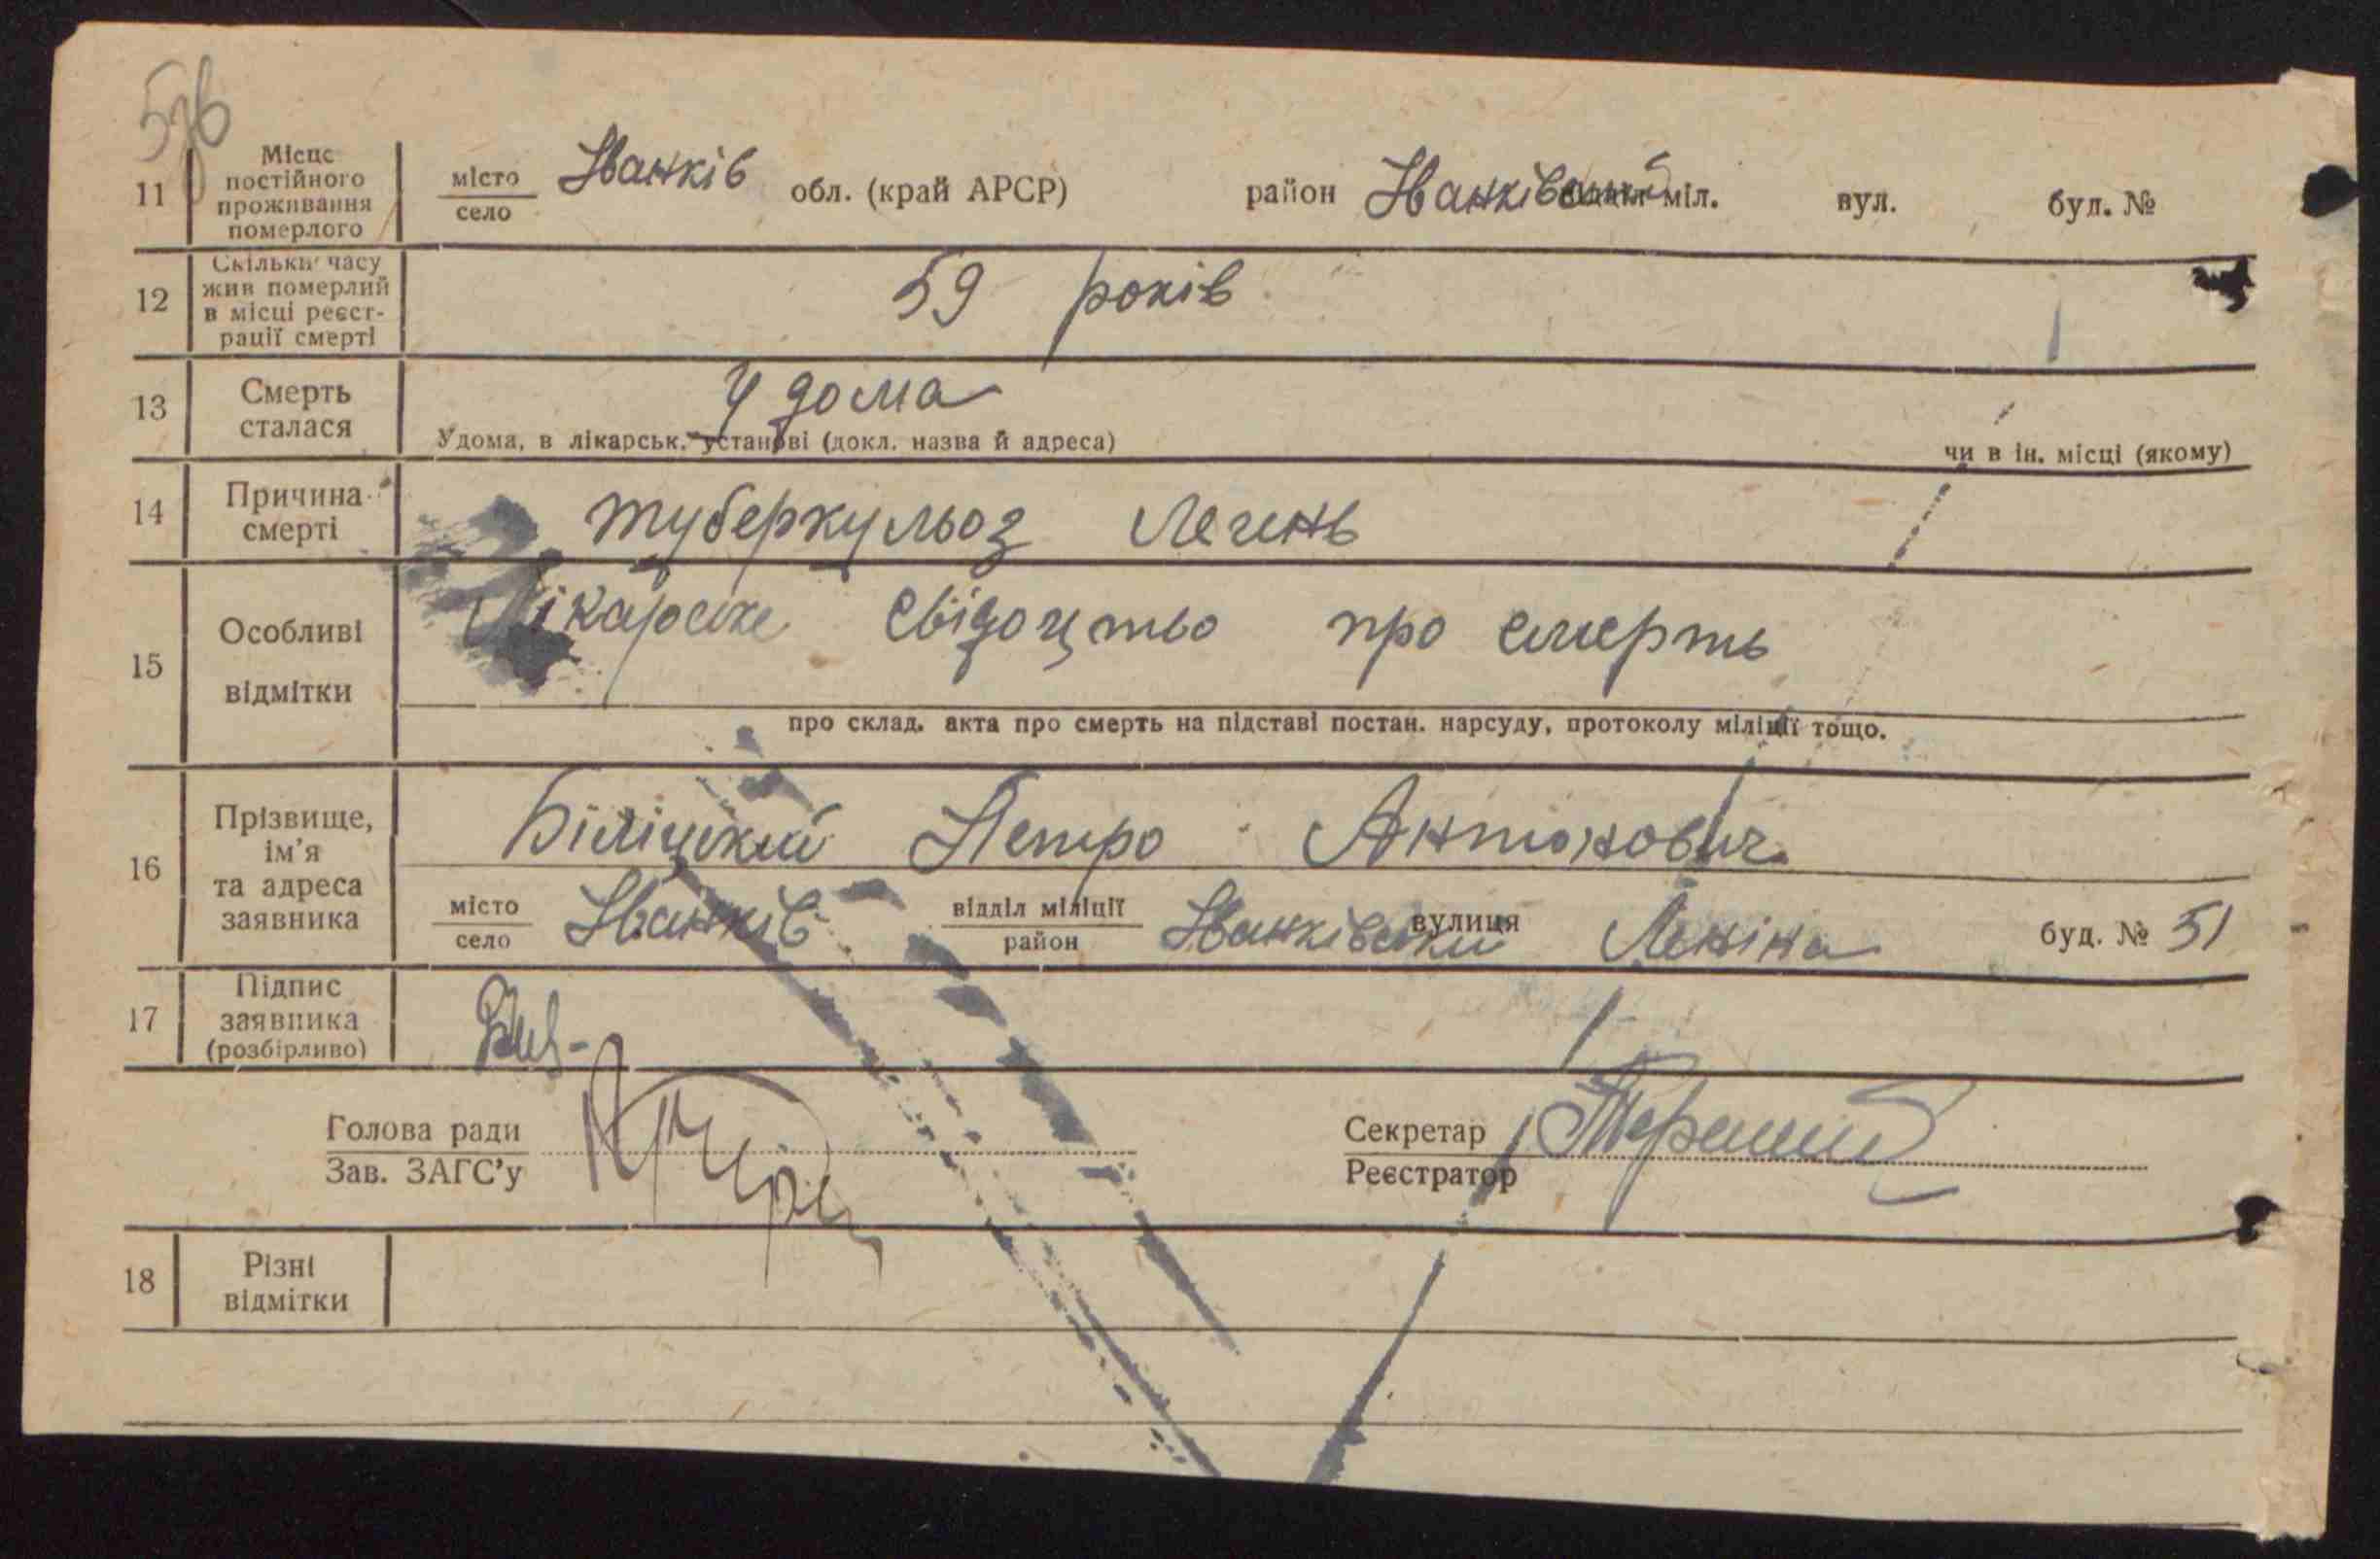 576
11 Місце постійного проживання померлого місто село Іванків обл. (край АРСР) район Іванківський відділ міл. вул. буд. №
12 Скільки часу жив померлий в місці реєстрації смерті 59 років
13 Смерть сталася У дома
Удома, в лікарськ. установі (докл. назва й адреса) чи в ін. місці (якому)
14 Причина смерті туберкульоз легень
15 Особливі відмітки Лікарске свідоцтво про смерть
про склад. акта про смерть на підставі постан. нарсуду, протоколу міліції тощо.
16 Прізвище, ім'я та адреса заявника Біліцкий Петро Антонович
місто село Іванків відділ міліції район Іванківський вулиця Леніна буд. № 51
17 Підпис заявника (розбірливо)
Голова ради Секретар
Зав. ЗАГС'у Реєстратор
18 Різні відмітки